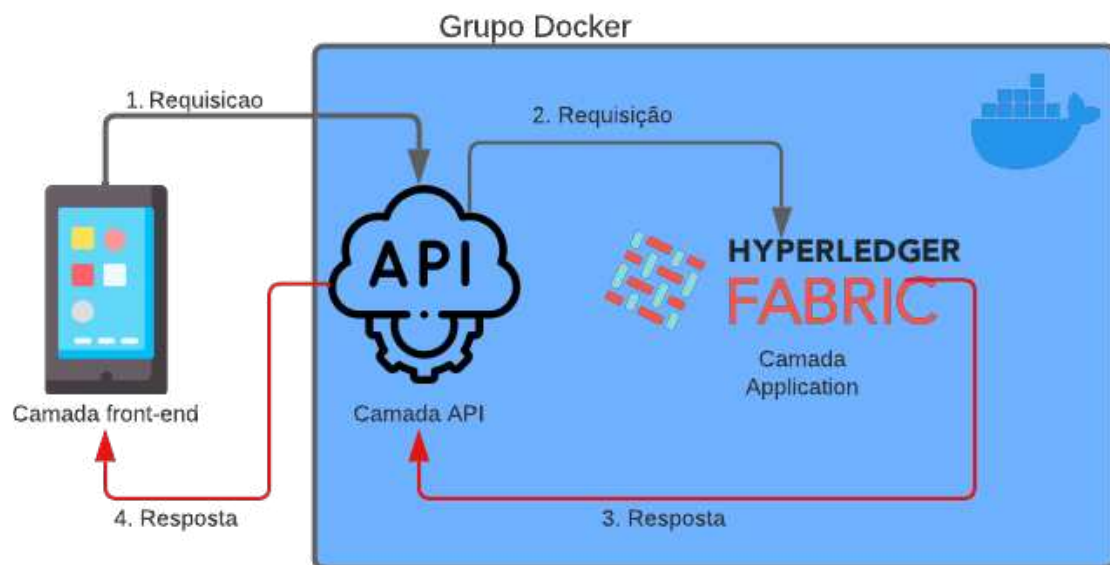 Grupo Docker
1. Requisicao
2. Requisição
API
HYPERLEDGER
FABRIC
Camada
Application
Camada front-end
Camada API
4. Resposta
3. Resposta